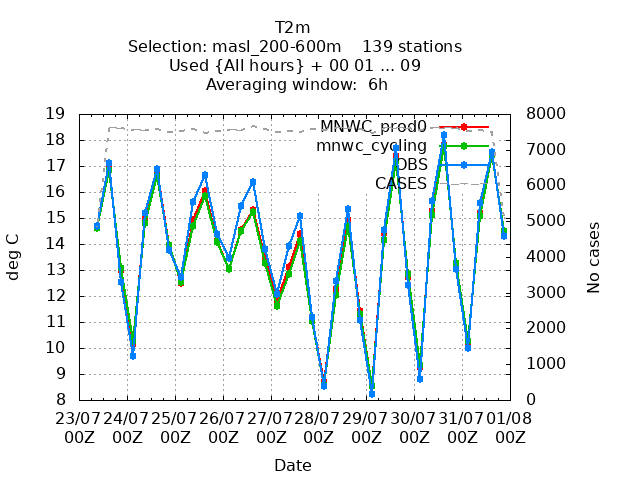 T2m
Selection: masl_200-600m    139 stations
Used {All hours} + 00 01 ... 09
Averaging window:  6h
MNWC_prod0
mnwc_cycling
OBS
CASES
deg C
No cases
19
18
17
16
15
14
13
12
11
10
9
8
8000
7000
6000
5000
4000
3000
2000
1000
0
23/07 24/07 25/07 26/07 27/07 28/07 29/07 30/07 31/07 01/08
00Z 00Z 00Z 00Z 00Z 00Z 00Z 00Z 00Z 00Z
Date